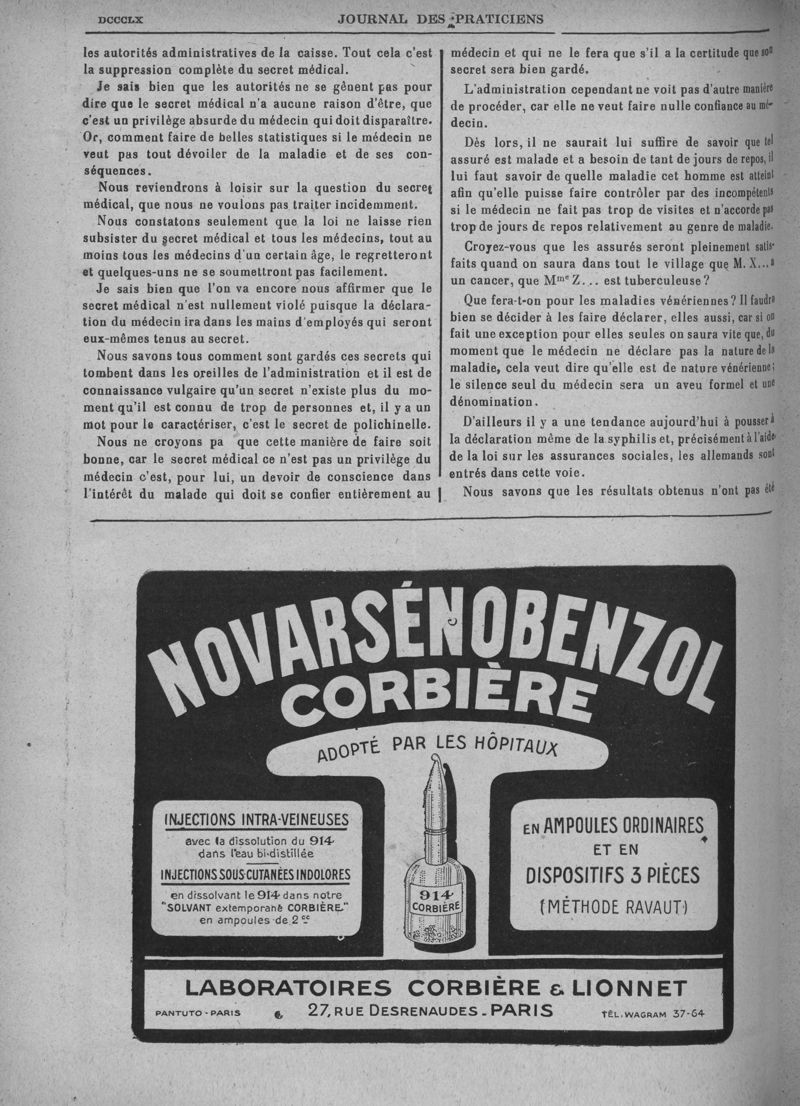 DCCCLX
JOURNAL DES PRATICIENS
les autorités administratives de la caisse. Tout cela c'est
la suppression complète du secret médical.
Je sais bien que les autorités ne se gênent pas pour
dire que le secret médical n'a aucune raison d'être, que
c'est un privilège absurde du médecin qui doit disparaître.
Or, comment faire de belles statistiques si le médecin ne
veut pas tout dévoiler de la maladie et de ses con-
séquences.
Nous reviendrons à loisir sur la question du secret
médical, que nous ne voulons pas traiter incidemment.
Nous constatons seulement que la loi ne laisse rien
subsister du secret médical et tous les médecins, tout au
moins tous les médecins d'un certain âge, le regretteront
et quelques-uns ne se soumettront pas facilement.
Je sais bien que l'on va encore nous affirmer que le
secret médical n'est nullement violé puisque la déclara-
tion du médecin ira dans les mains d'employés qui seront
eux-mêmes tenus au secret.
Nous savons tous comment sont gardés ces secrets qui
tombent dans les oreilles de l'administration et il est de
connaissance vulgaire qu'un secret n'existe plus du mo-
ment qu'il est connu de trop de personnes et, il y a un
mot pour le caractériser, c'est le secret de polichinelle.
Nous ne croyons pa que cette manière de faire soit
bonne, car le secret médical ce n'est pas un privilège du
médecin c'est, pour lui, un devoir de conscience dans
l'intérêt du malade qui doit se confier entièrement au
médecin et qui ne le fera que s'il a la certitude que son
secret sera bien gardé.
L'administration cependant ne voit pas d'autre manière
de procéder, car elle ne veut faire nulle confiance au mé-
decin.
Dès lors, il ne saurait lui suffire de savoir que tel
assuré est malade et a besoin de tant de jours de repos, il
lui faut savoir de quelle maladie cet homme est atteint
afin qu'elle puisse faire contrôler par des incompétents
si le médecin ne fait pas trop de visites et n'accorde pas
trop de jours de repos relativement au genre de maladie.
Croyez-vous que les assurés seront pleinement satis-
faits quand on saura dans tout le village que M. X... a
un cancer, que Mme Z... est tuberculeuse ?
Que fera-t-on pour les maladies vénériennes ? Il faudra
bien se décider à les faire déclarer, elles aussi, car si on
fait une exception pour elles seules on saura vite que, du
moment que le médecin ne déclare pas la nature de la
maladie, cela veut dire qu'elle est de nature vénérienne ;
le silence seul du médecin sera un aveu formel et une
dénomination.
D'ailleurs il y a une tendance aujourd'hui à pousser à
la déclaration même de la syphilis et, précisément à l'aide
de la loi sur les assurances sociales, les allemands sont
entrés dans cette voie.
Nous savons que les résultats obtenus n'ont pas été
NOVARSÉNOBENZOL
CORBIÈRE
ADOPTÉ PAR LES HÔPITAUX
INJECTIONS INTRA-VEINEUSES
avec la dissolution du 914
dans l'eau bi-distillée
INJECTIONS SOUS-CUTANÉES INDOLORES
en dissolvant le 914 dans notre
"SOLVANT extemporané CORBIÈRE"
en ampoules de 2 cc
914
CORBIÈRE
EN AMPOULES ORDINAIRES
ET EN
DISPOSITIFS 3 PIÈCES
(MÉTHODE RAVAUT)
LABORATOIRES CORBIÈRE & LIONNET
PANTUTO - PARIS
27, RUE DESRENAUDES - PARIS
TÉL. WAGRAM 37-64